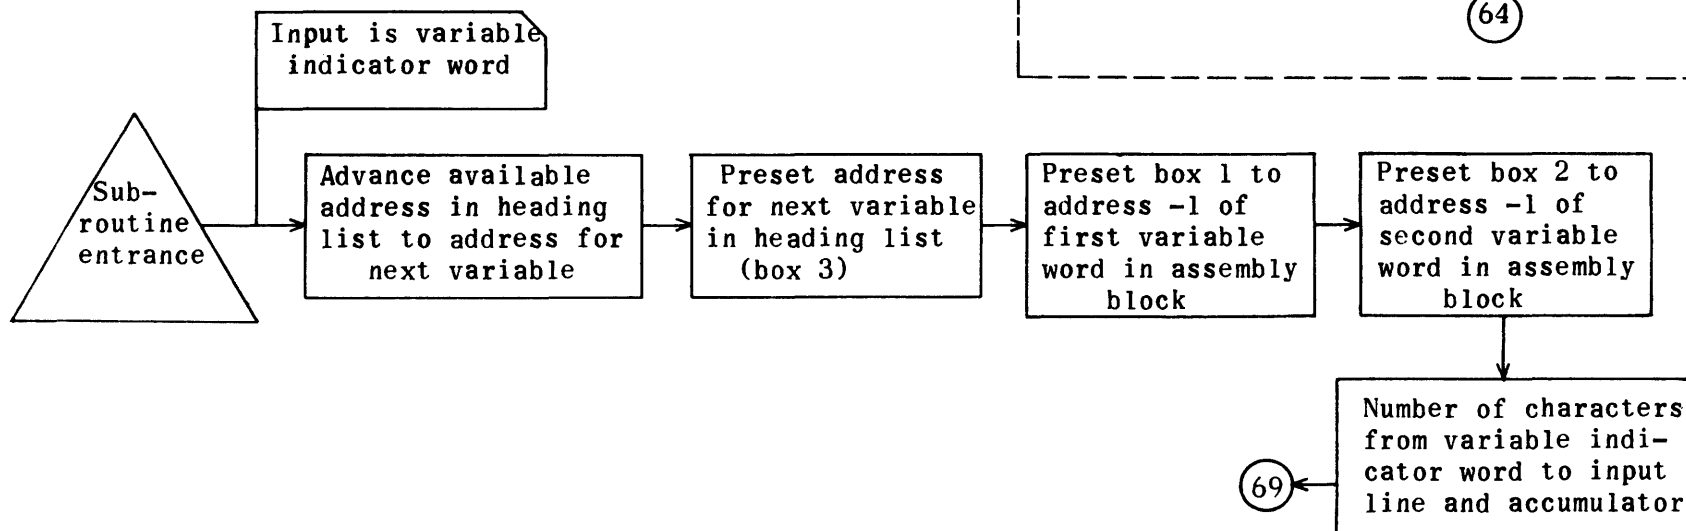 64
Input is variable
indicator word
Sub-
routine
entrance
Advance available
address in heading
list to address for
next variable
Preset address
for next variable
in heading list
(box 3)
Preset box 1 to
address -1 of
first variable
word in assembly
block
Preset box 2 to
address -1 of
second variable
word in assembly
block
Number of characters
from variable indi-
cator word to input
line and accumulator
69